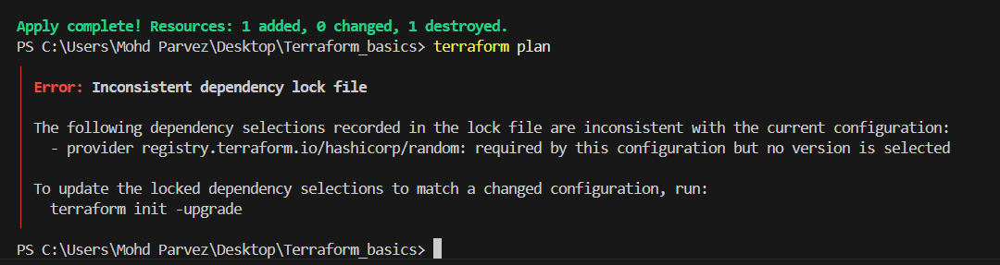 Apply complete! Resources: 1 added, 0 changed, 1 destroyed.
PS C:\Users\Mohd Parvez\Desktop\Terraform_basics> terraform plan
Error: Inconsistent dependency lock file
The following dependency selections recorded in the lock file are inconsistent with the current configuration:
- provider registry.terraform.io/hashicorp/random: required by this configuration but no version is selected
To update the locked dependency selections to match a changed configuration, run:
terraform init -upgrade
PS C:\Users\Mohd Parvez\Desktop\Terraform_basics>